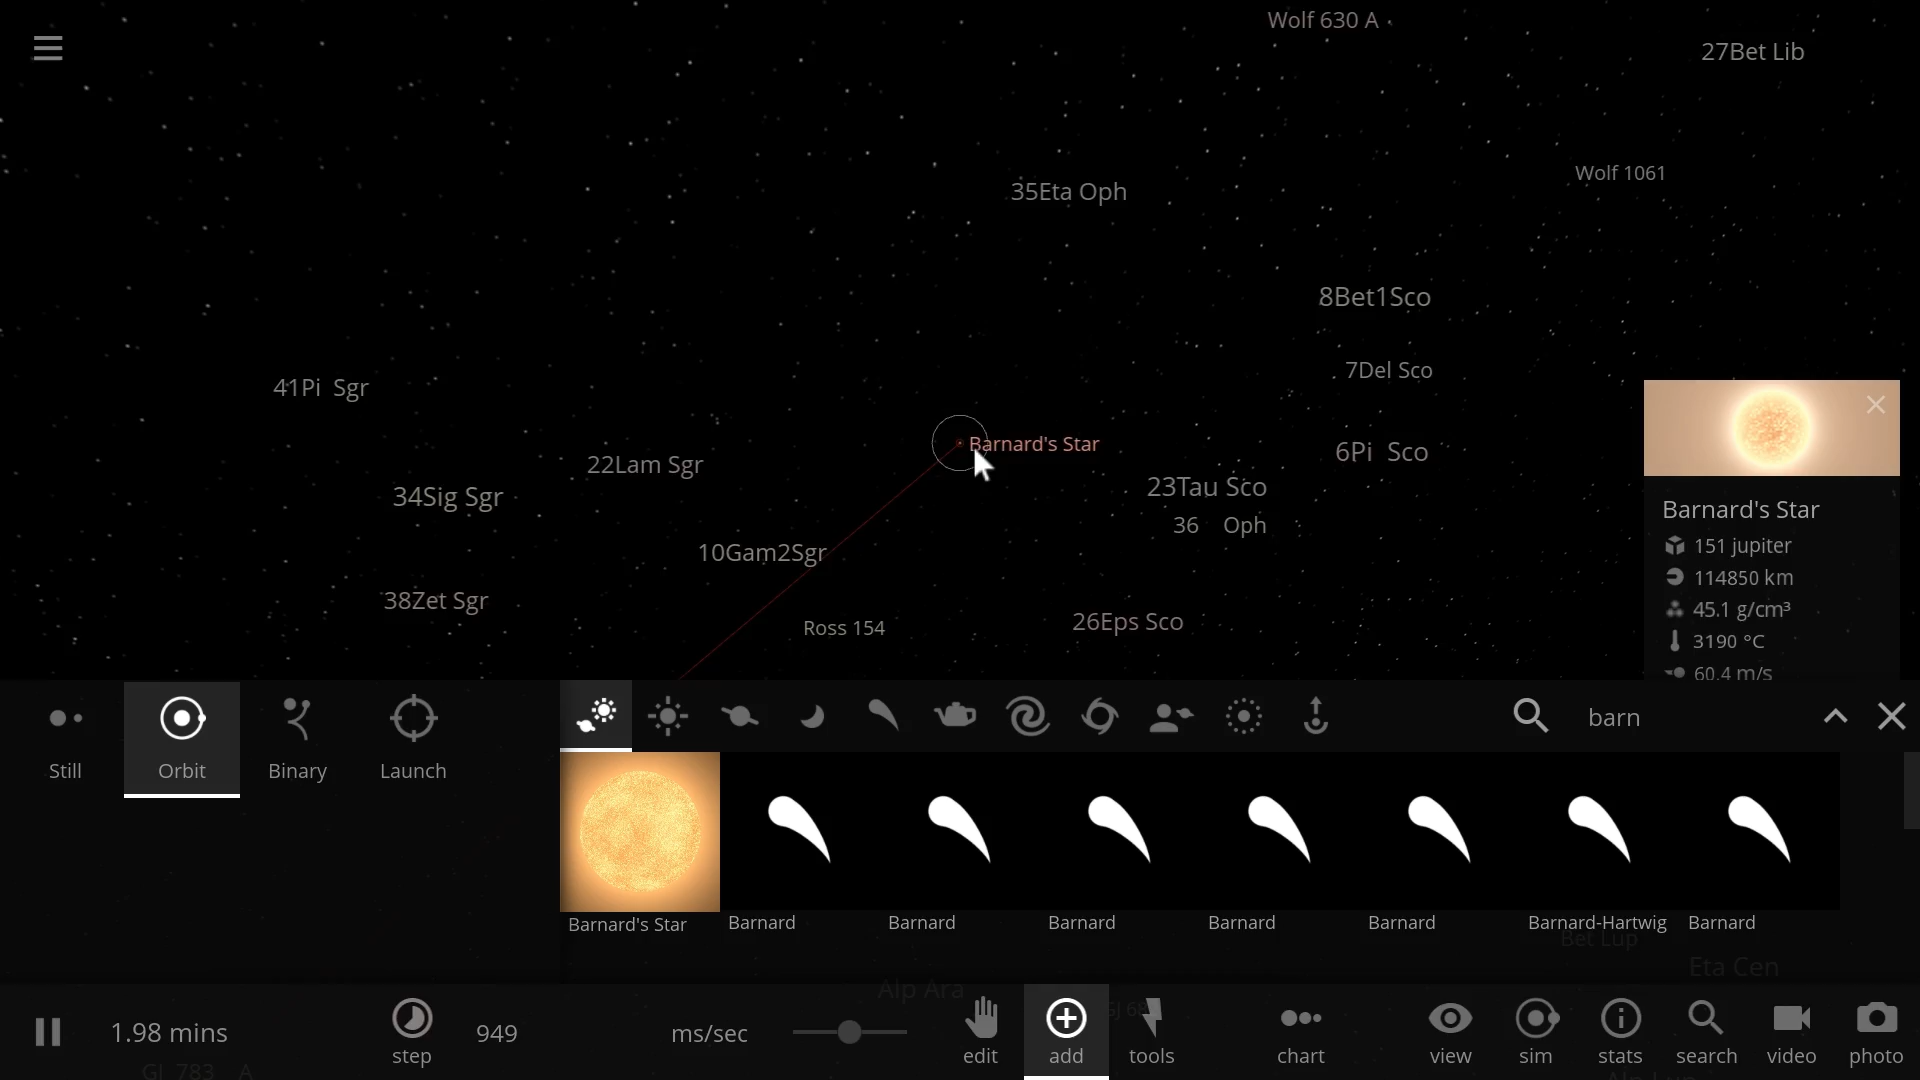 Wolf 630 A
27Bet Lib
Wolf 1061
35Eta Oph
8Bet1Sco
7Del Sco
41Pi Sgr
Barnard's Star
6Pi Sco
22Lam Sgr
34Sig Sgr
23Tau Sco
36 Oph
10Gam2Sgr
38Zet Sgr
Ross 154
26Eps Sco
Barnard's Star
151 jupiter
114850 km
45.1 g/cm³
3190 °C
60.4 m/s
Still
Orbit
Binary
Launch
barn
Barnard's Star
Barnard
Barnard
Barnard
Barnard
Barnard
Barnard-Hartwig
Barnard
Bet Lup
Eta Cen
Alp Ara
1.98 mins
step
949
ms/sec
edit
add
tools
chart
view
sim
stats
search
video
photo
Gl 783 A